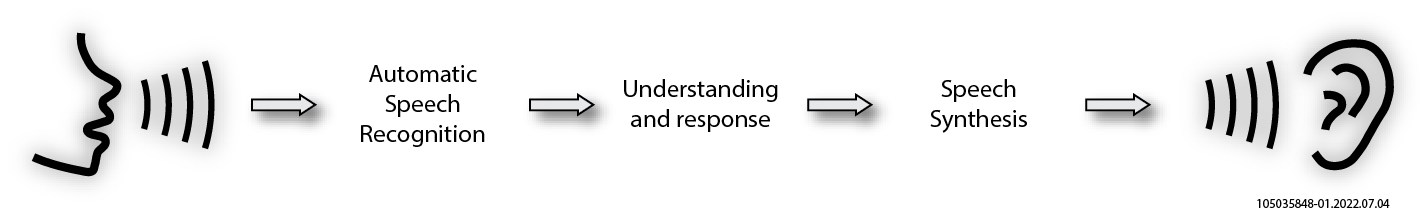 Automatic
Speech
Recognition
Understanding
and response
Speech
Synthesis
105035848-01.2022.07.04